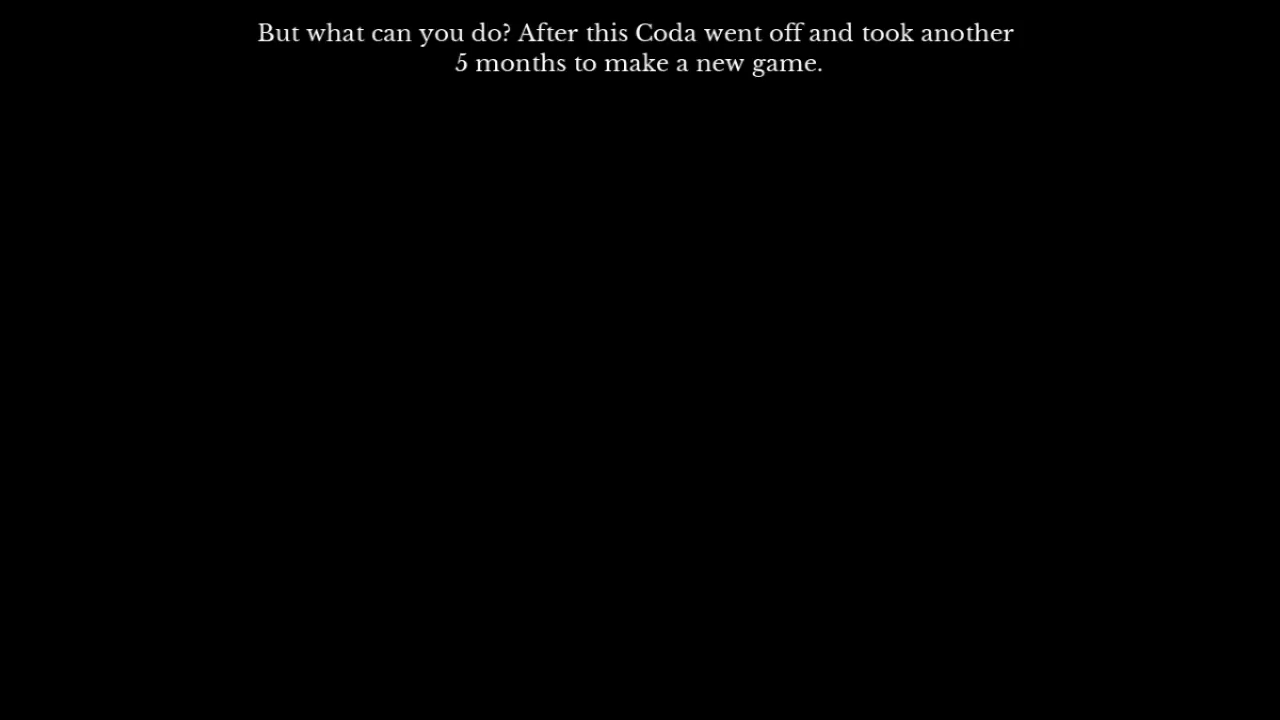 But what can you do? After this Coda went off and took another
5 months to make a new game.